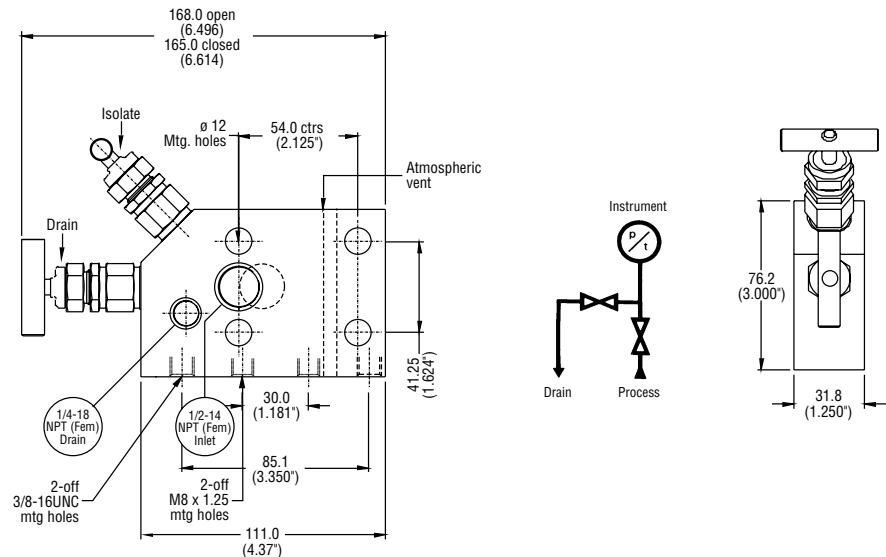 168.0 open
(6.496)
165.0 closed
(6.614)
Isolate
ø 12
Mtg. holes
54.0 ctrs
(2.125")
Atmospheric
vent
Drain
Instrument
p/t
76.2
(3.000")
41.25
(1.624")
Drain
Process
31.8
(1.250")
1/4-18
NPT (Fem)
Drain
1/2-14
NPT (Fem)
Inlet
30.0
(1.181")
85.1
(3.350")
2-off
3/8-16UNC
mtg holes
2-off
M8 x 1.25
mtg holes
111.0
(4.37")